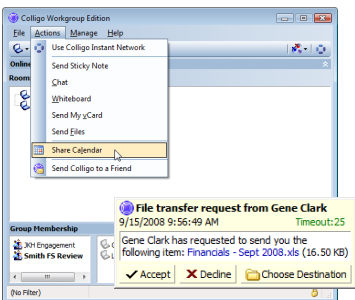 Colligo Workgroup Edition
File Actions Manage Help
Use Colligo Instant Network
Online
Send Sticky Note
Room
Chat
Whiteboard
Send My vCard
Send Files
Share Calendar
Send Colligo to a Friend
File transfer request from Gene Clark
9/15/2008 9:56:49 AM Timeout:25
Gene Clark has requested to send you the
following item: Financials - Sept 2008.xls (16.50 KB)
Accept Decline Choose Destination
Group Membership
JKH Engagement
Smith FS Review
(No Filter)